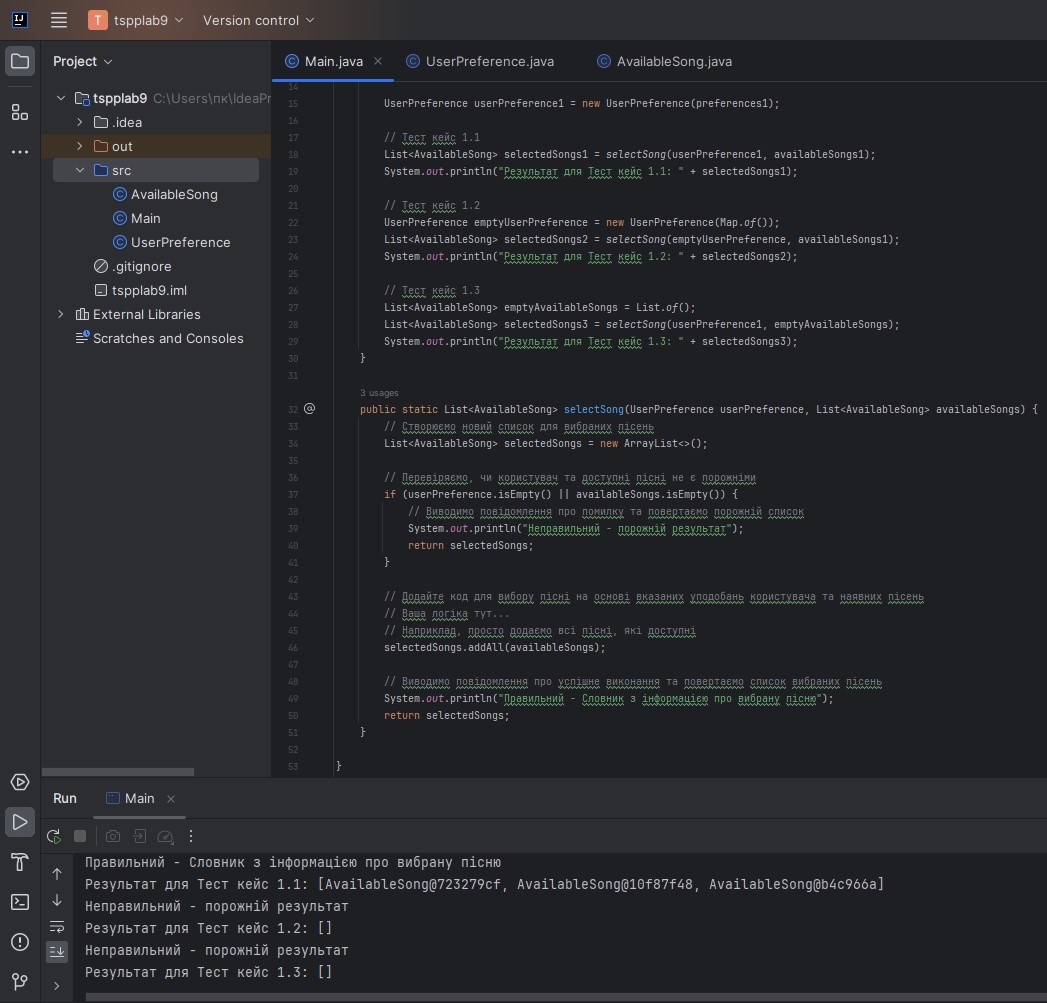 IJ
T tspplab9 Version control
Project
tspplab9 C:\Users\пк\IdeaPr
.idea
out
src
AvailableSong
Main
UserPreference
.gitignore
tspplab9.iml
External Libraries
Scratches and Consoles
Main.java UserPreference.java AvailableSong.java
14
15 UserPreference userPreference1 = new UserPreference(preferences1);
16
17 // Тест кейс 1.1
18 List<AvailableSong> selectedSongs1 = selectSong(userPreference1, availableSongs1);
19 System.out.println("Результат для Тест кейс 1.1: " + selectedSongs1);
20
21 // Тест кейс 1.2
22 UserPreference emptyUserPreference = new UserPreference(Map.of());
23 List<AvailableSong> selectedSongs2 = selectSong(emptyUserPreference, availableSongs1);
24 System.out.println("Результат для Тест кейс 1.2: " + selectedSongs2);
25
26 // Тест кейс 1.3
27 List<AvailableSong> emptyAvailableSongs = List.of();
28 List<AvailableSong> selectedSongs3 = selectSong(userPreference1, emptyAvailableSongs);
29 System.out.println("Результат для Тест кейс 1.3: " + selectedSongs3);
30 }
31
3 usages
32 @ public static List<AvailableSong> selectSong(UserPreference userPreference, List<AvailableSong> availableSongs) {
33 // Створюємо новий список для вибраних пісень
34 List<AvailableSong> selectedSongs = new ArrayList<>();
35
36 // Перевіряємо, чи користувач та доступні пісні не є порожніми
37 if (userPreference.isEmpty() || availableSongs.isEmpty()) {
38 // Виводимо повідомлення про помилку та повертаємо порожній список
39 System.out.println("Неправильний - порожній результат");
40 return selectedSongs;
41 }
42
43 // Додайте код для вибору пісні на основі вказаних уподобань користувача та наявних пісень
44 // Ваша логіка тут...
45 // Наприклад, просто додаємо всі пісні, які доступні
46 selectedSongs.addAll(availableSongs);
47
48 // Виводимо повідомлення про успішне виконання та повертаємо список вибраних пісень
49 System.out.println("Правильний - Словник з інформацією про вибрану пісню");
50 return selectedSongs;
51 }
52
53 }
Run Main
Правильний - Словник з інформацією про вибрану пісню
Результат для Тест кейс 1.1: [AvailableSong@723279cf, AvailableSong@10f87f48, AvailableSong@b4c966a]
Неправильний - порожній результат
Результат для Тест кейс 1.2: []
Неправильний - порожній результат
Результат для Тест кейс 1.3: []